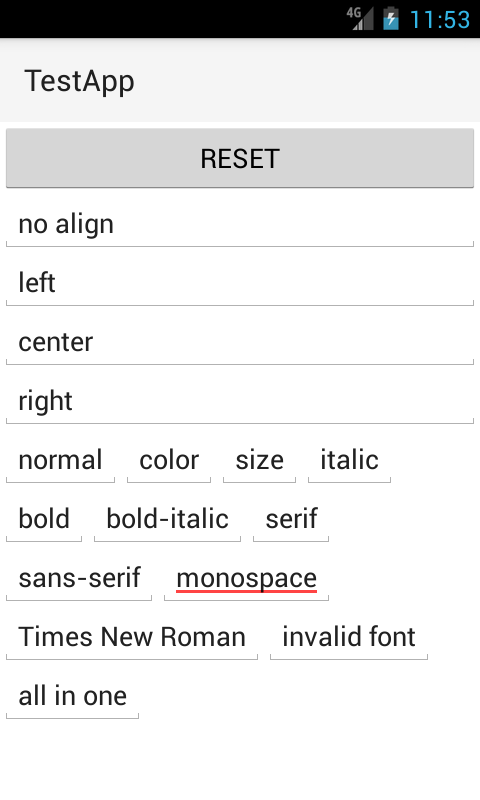 4G 11:53
TestApp
RESET
no align
left
center
right
normal color size italic
bold bold-italic serif
sans-serif monospace
Times New Roman invalid font
all in one